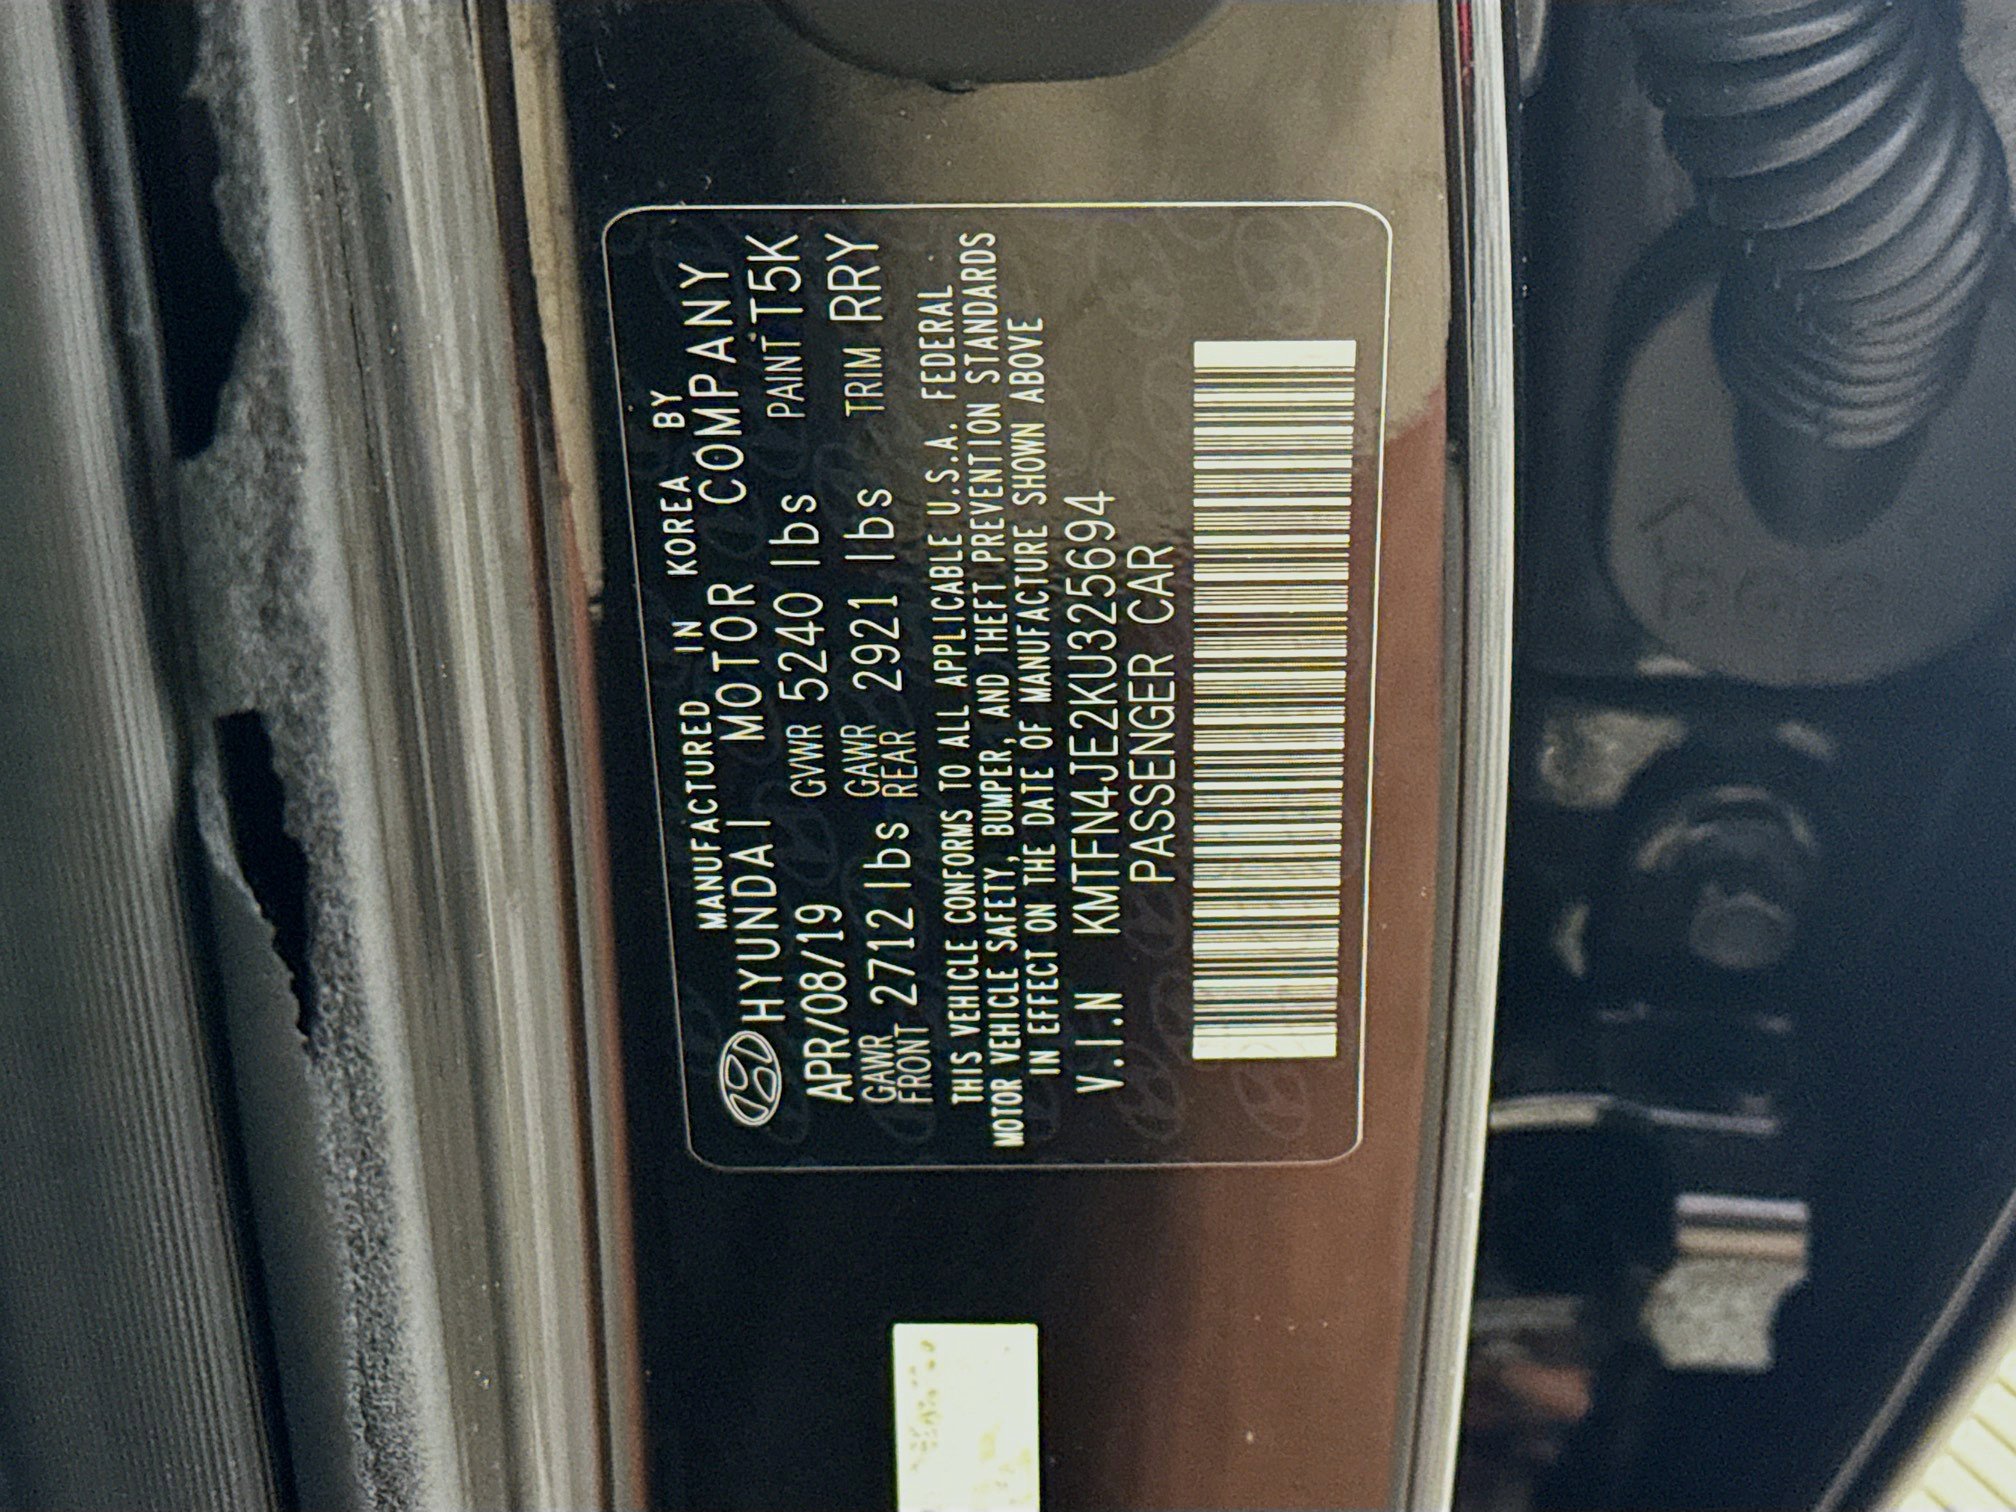 MANUFACTURED IN KOREA BY
HYUNDAI MOTOR COMPANY
APR/08/19 GVWR 5240 lbs PAINT T5K
GAWR FRONT 2712 lbs GAWR REAR 2921 lbs TRIM RRY
THIS VEHICLE CONFORMS TO ALL APPLICABLE U.S.A. FEDERAL
MOTOR VEHICLE SAFETY, BUMPER, AND THEFT PREVENTION STANDARDS
IN EFFECT ON THE DATE OF MANUFACTURE SHOWN ABOVE
V.I.N KMTFN4JE2KU325694
PASSENGER CAR